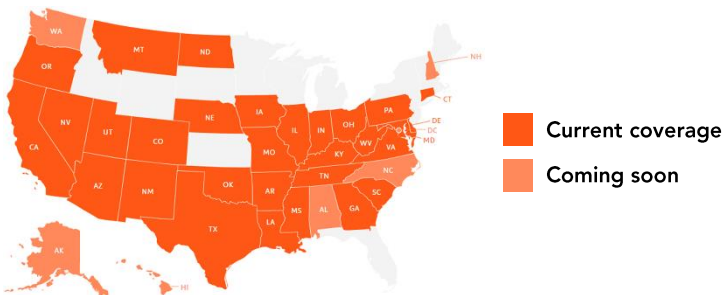 WA
MT
ND
NH
OR
CT
NE
IA
PA
NV
UT
IL
IN
OH
DE
CO
DC
CA
MO
WV
VA
MD
KY
AZ
NM
OK
AR
TN
NC
SC
TX
LA
MS
AL
GA
AK
HI
Current coverage
Coming soon